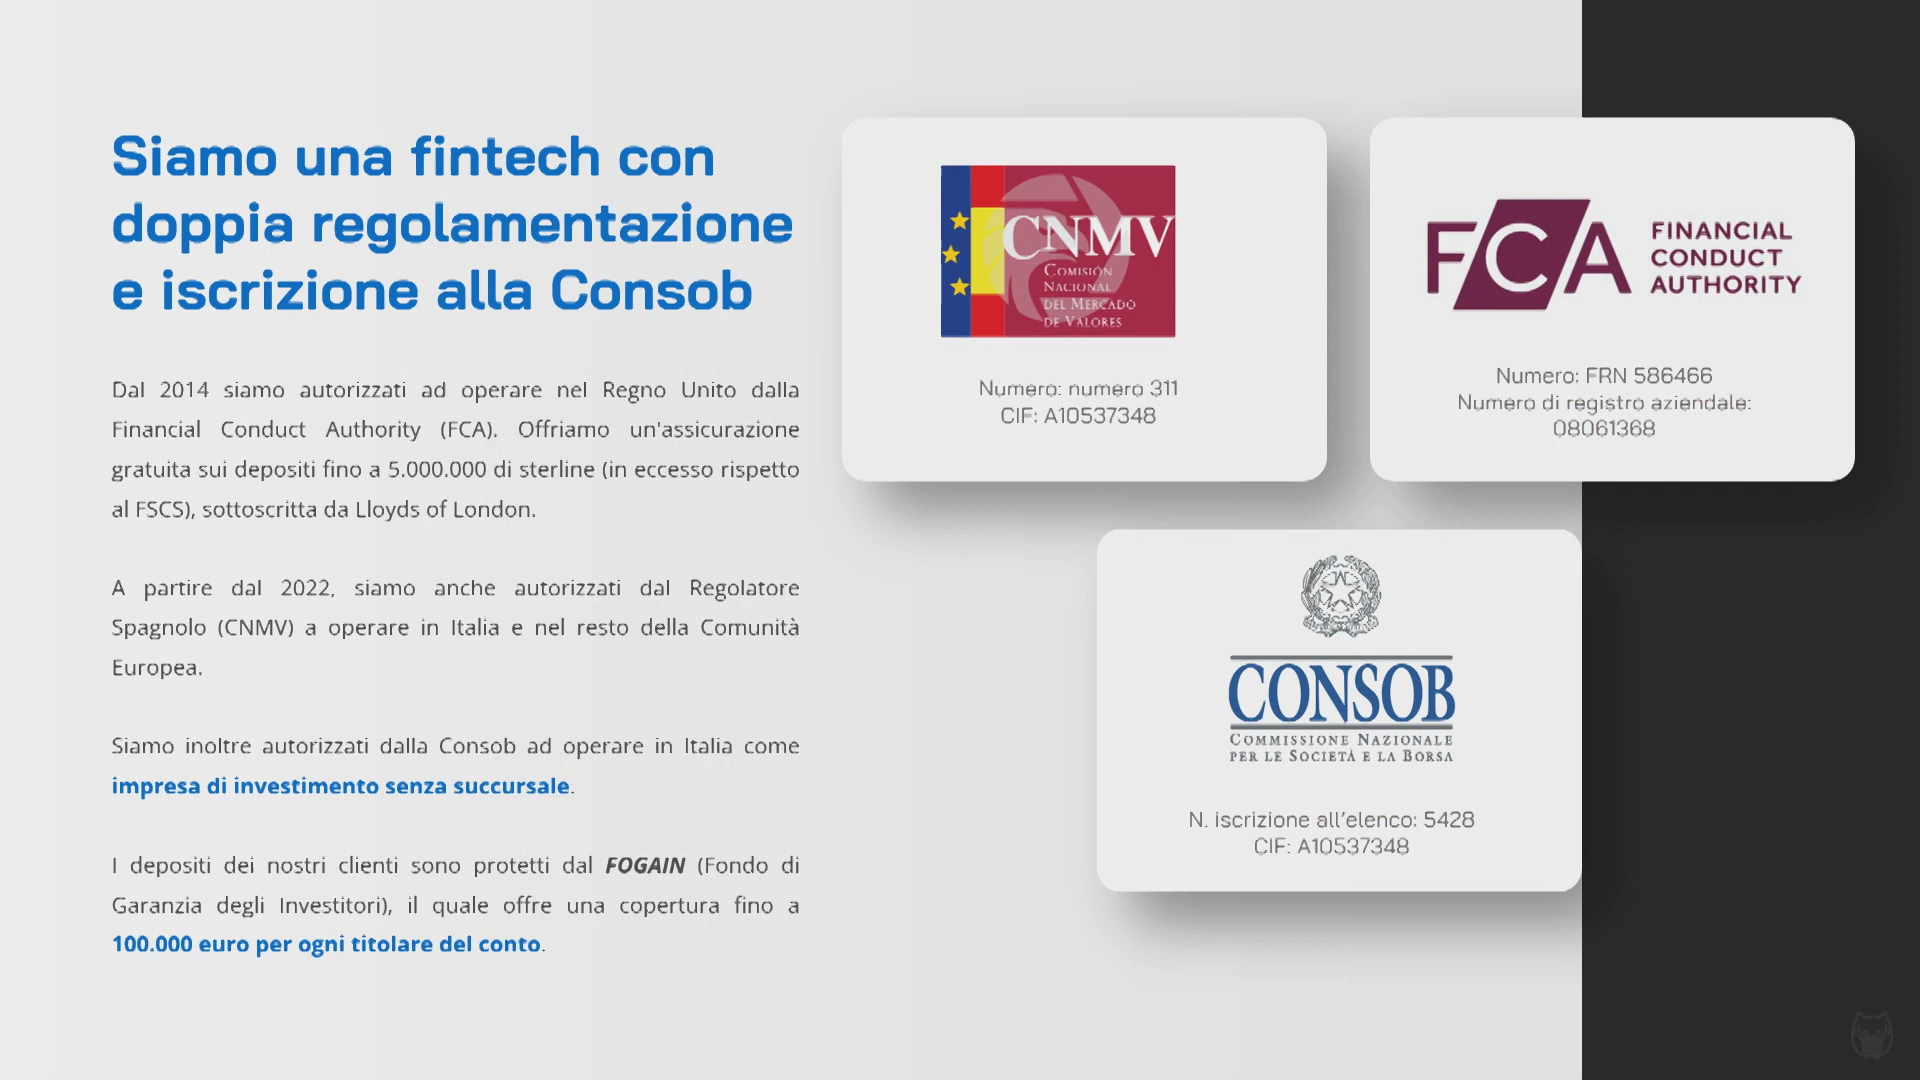 Siamo una fintech con
doppia regolamentazione
e iscrizione alla Consob
Dal 2014 siamo autorizzati ad operare nel Regno Unito dalla
Financial Conduct Authority (FCA). Offriamo un'assicurazione
gratuita sui depositi fino a 5.000.000 di sterline (in eccesso rispetto
al FSCS), sottoscritta da Lloyds of London.
A partire dal 2022, siamo anche autorizzati dal Regolatore
Spagnolo (CNMV) a operare in Italia e nel resto della Comunità
Europea.
Siamo inoltre autorizzati dalla Consob ad operare in Italia come
impresa di investimento senza succursale.
I depositi dei nostri clienti sono protetti dal FOGAIN (Fondo di
Garanzia degli Investitori), il quale offre una copertura fino a
100.000 euro per ogni titolare del conto.
CNMV
COMISIÓN
NACIONAL
DEL MERCADO
DE VALORES
Numero: numero 311
CIF: A10537348
FCA
FINANCIAL
CONDUCT
AUTHORITY
Numero: FRN 586466
Numero di registro aziendale:
08061368
CONSOB
COMMISSIONE NAZIONALE
PER LE SOCIETÀ E LA BORSA
N. iscrizione all'elenco: 5428
CIF: A10537348